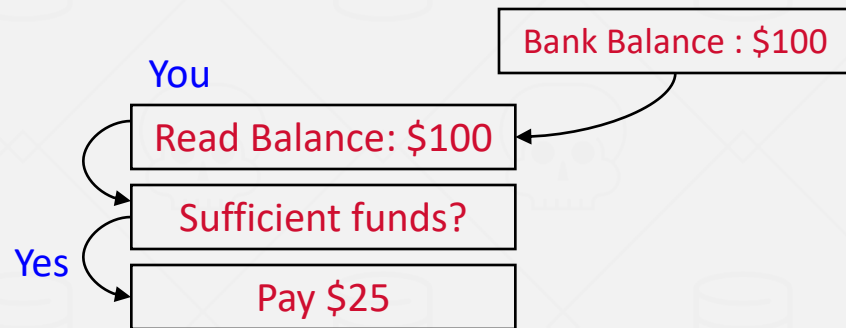 Bank Balance : $100
You
Read Balance: $100
Sufficient funds?
Yes
Pay $25